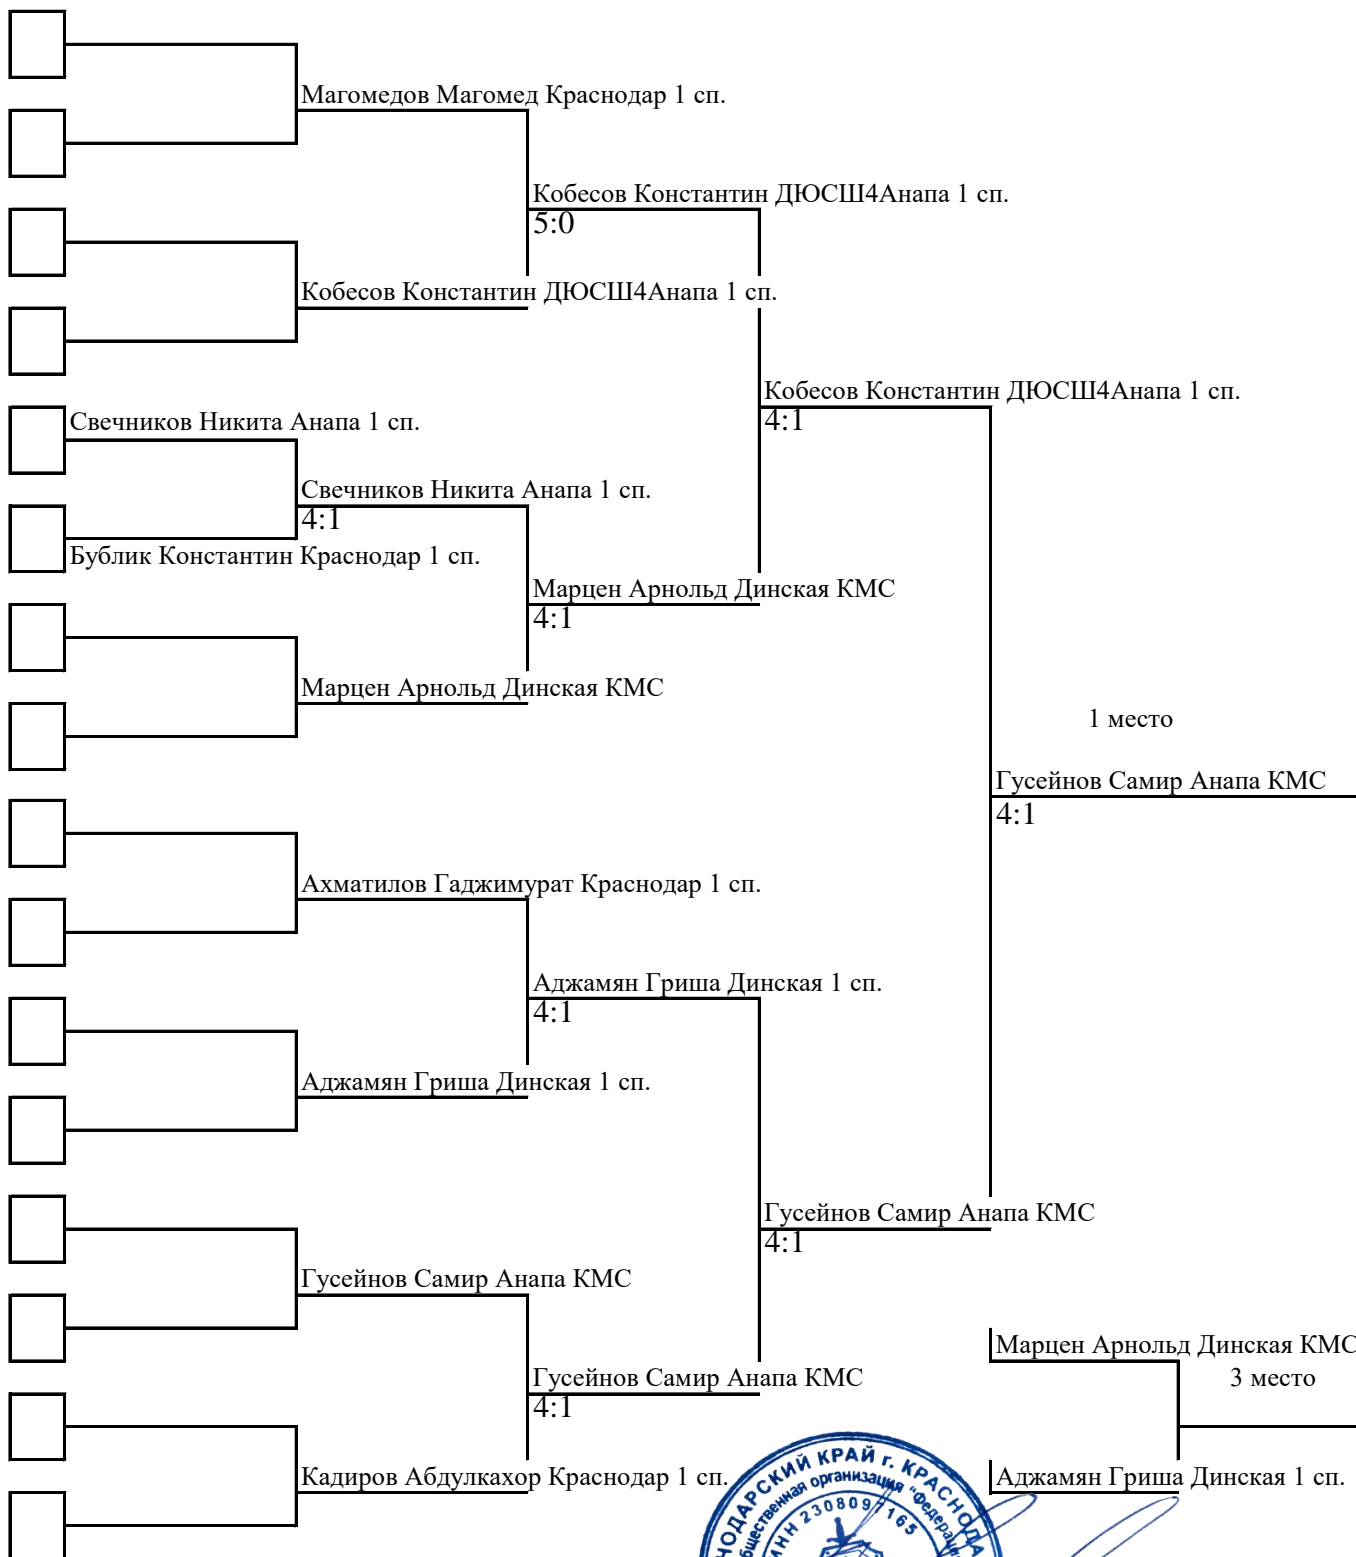 Магомедов Магомед Краснодар 1 сп.
Кобесов Константин ДЮСШ4Анапа 1 сп.
5:0
Кобесов Константин ДЮСШ4Анапа 1 сп.
Кобесов Константин ДЮСШ4Анапа 1 сп.
4:1
Свечников Никита Анапа 1 сп.
Свечников Никита Анапа 1 сп.
4:1
Бублик Константин Краснодар 1 сп.
Марцен Арнольд Динская КМС
4:1
Марцен Арнольд Динская КМС
1 место
Гусейнов Самир Анапа КМС
4:1
Ахматилов Гаджимурат Краснодар 1 сп.
Аджамян Гриша Динская 1 сп.
4:1
Аджамян Гриша Динская 1 сп.
Гусейнов Самир Анапа КМС
4:1
Гусейнов Самир Анапа КМС
Марцен Арнольд Динская КМС
3 место
Гусейнов Самир Анапа КМС
4:1
Кадиров Абдулкахор Краснодар 1 сп.
Аджамян Гриша Динская 1 сп.
КРАЙ г.
организация
ИНН 2308097165